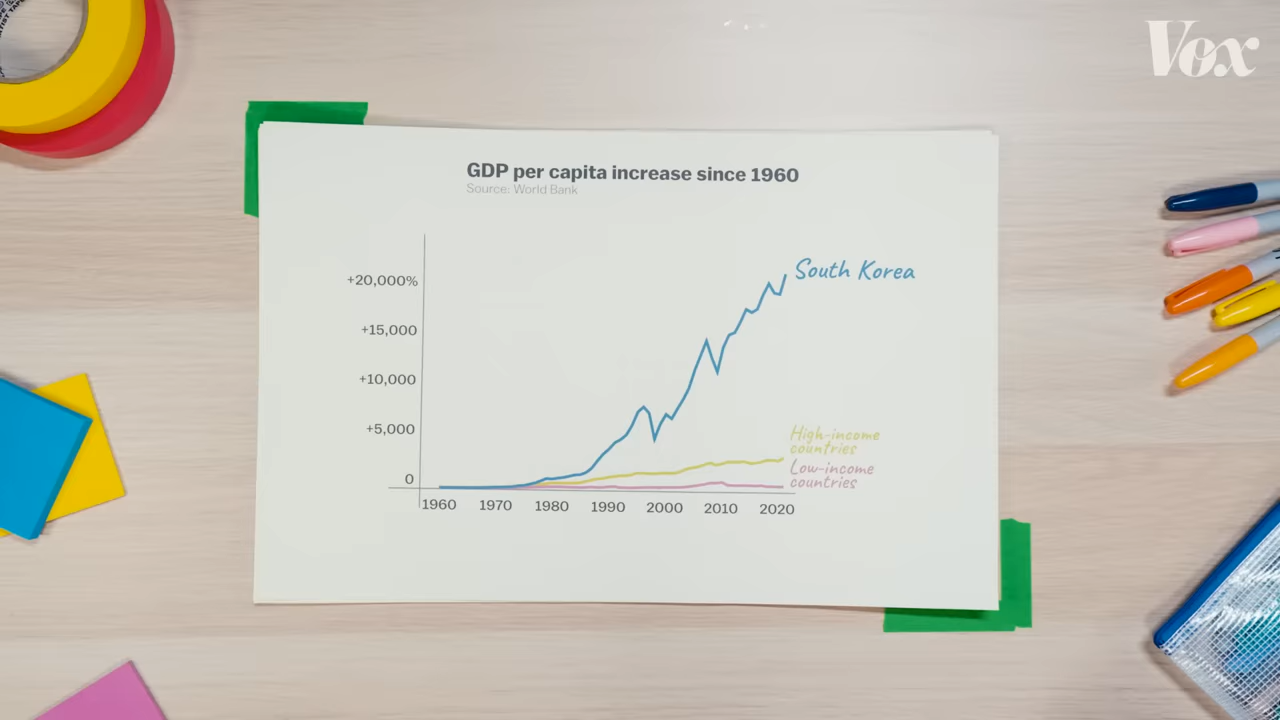 Vox
GDP per capita increase since 1960
Source: World Bank
South Korea
+20,000%
+15,000
+10,000
+5,000
High-income
countries
Low-income
countries
0
1960 1970 1980 1990 2000 2010 2020